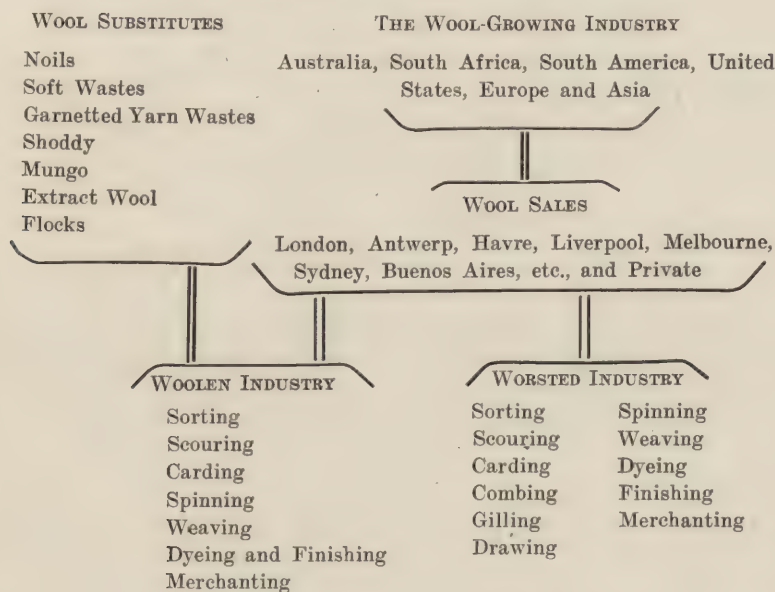 WOOL SUBSTITUTES
Noils
Soft Wastes
Garnetted Yarn Wastes
Shoddy
Mungo
Extract Wool
Flocks
THE WOOL-GROWING INDUSTRY
Australia, South Africa, South America, United
States, Europe and Asia
WOOL SALES
London, Antwerp, Havre, Liverpool, Melbourne,
Sydney, Buenos Aires, etc., and Private
WOOLEN INDUSTRY
Sorting
Scouring
Carding
Spinning
Weaving
Dyeing and Finishing
Merchanting
WORSTED INDUSTRY
Sorting
Scouring
Carding
Combing
Gilling
Drawing
Spinning
Weaving
Dyeing
Finishing
Merchanting